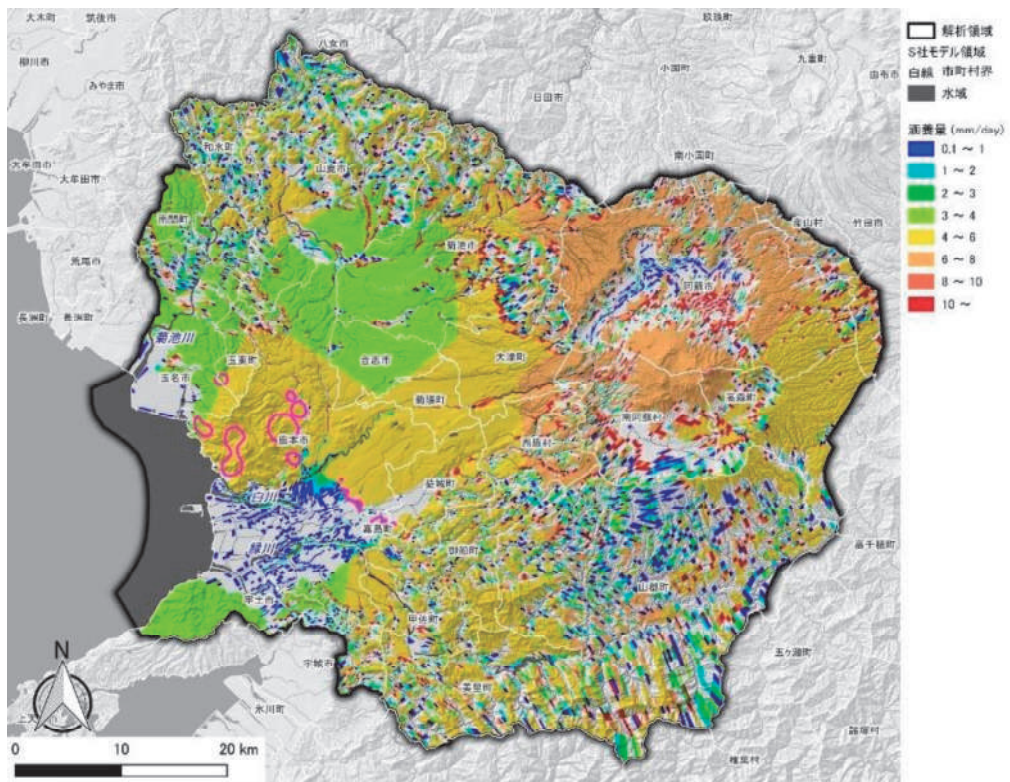 大木町
筑後市
八女市
玖珠町
柳川市
みやま市
小国町
九重町
由布市
日田市
和水町
山鹿市
南小国町
大牟田市
産山村
竹田市
南関町
菊池市
阿蘇市
荒尾市
長洲町
菊池川
玉東町
合志市
大津町
玉名市
菊陽町
高森町
南阿蘇村
熊本市
西原村
益城町
白川
嘉島町
緑川
御船町
高千穂町
山都町
宇土市
甲佐町
五ヶ瀬町
宇城市
美里町
氷川町
諸塚村
椎葉村
N
0 10 20 km
解析領域
S社モデル領域
白線 市町村界
水域
涵養量 (mm/day)
0.1 ～ 1
1 ～ 2
2 ～ 3
3 ～ 4
4 ～ 6
6 ～ 8
8 ～ 10
10 ～